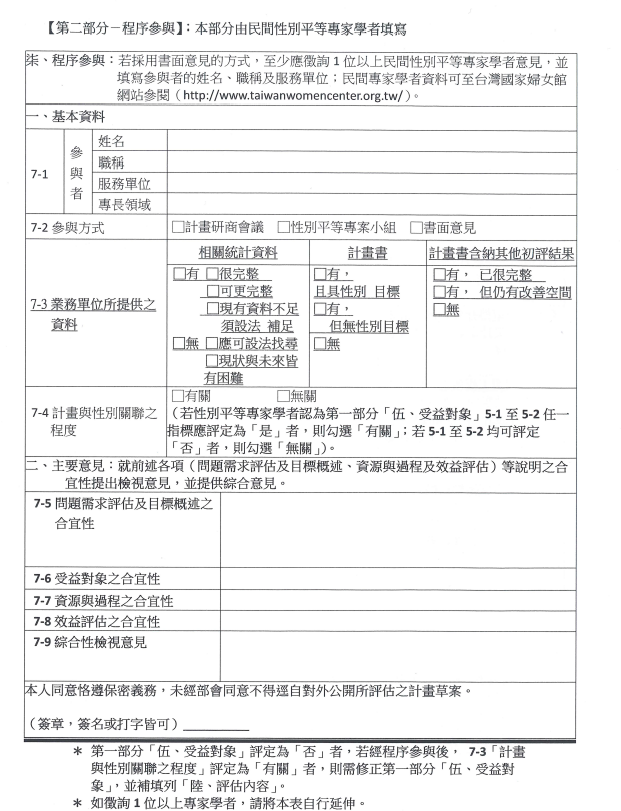 【第二部分－程序參與】：本部分由民間性別平等專家學者填寫
柒、程序參與：若採用書面意見的方式，至少應徵詢 1 位以上民間性別平等專家學者意見，並
填寫參與者的姓名、職稱及服務單位；民間專家學者資料可至台灣國家婦女館
網站參閱（http://www.taiwanwomencenter.org.tw/）。
一、基本資料
7-1
參與者
姓名
職稱
服務單位
專長領域
7-2 參與方式
□計畫研商會議 □性別平等專案小組 □書面意見
7-3 業務單位所提供之
資料
相關統計資料
□有 □很完整
□可更完整
□現有資料不足
須設法 補足
□無 □應可設法找尋
□現狀與未來皆
有困難
計畫書
□有，
且具性別 目標
□有，
但無性別目標
□無
計畫書含納其他初評結果
□有， 已很完整
□有， 但仍有改善空間
□無
7-4 計畫與性別關聯之
程度
□有關 □無關
（若性別平等專家學者認為第一部分「伍、受益對象」5-1 至 5-2 任一
指標應評定為「是」者，則勾選「有關」；若 5-1 至 5-2 均可評定
「否」者，則勾選「無關」）。
二、主要意見：就前述各項（問題需求評估及目標概述、資源與過程及效益評估）等說明之合
宜性提出檢視意見，並提供綜合意見。
7-5 問題需求評估及目標概述之
合宜性
7-6 受益對象之合宜性
7-7 資源與過程之合宜性
7-8 效益評估之合宜性
7-9 綜合性檢視意見
本人同意恪遵保密義務，未經部會同意不得逕自對外公開所評估之計畫草案。
（簽章，簽名或打字皆可）
＊ 第一部分「伍、受益對象」評定為「否」者，若經程序參與後， 7-3「計畫
與性別關聯之程度」評定為「有關」者，則需修正第一部分「伍、受益對
象」，並補填列「陸、評估內容」。
＊ 如徵詢 1 位以上專家學者，請將本表自行延伸。